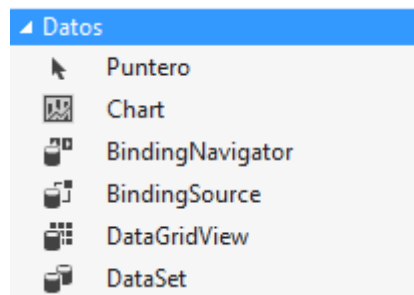 Datos
Puntero
Chart
BindingNavigator
BindingSource
DataGridView
DataSet